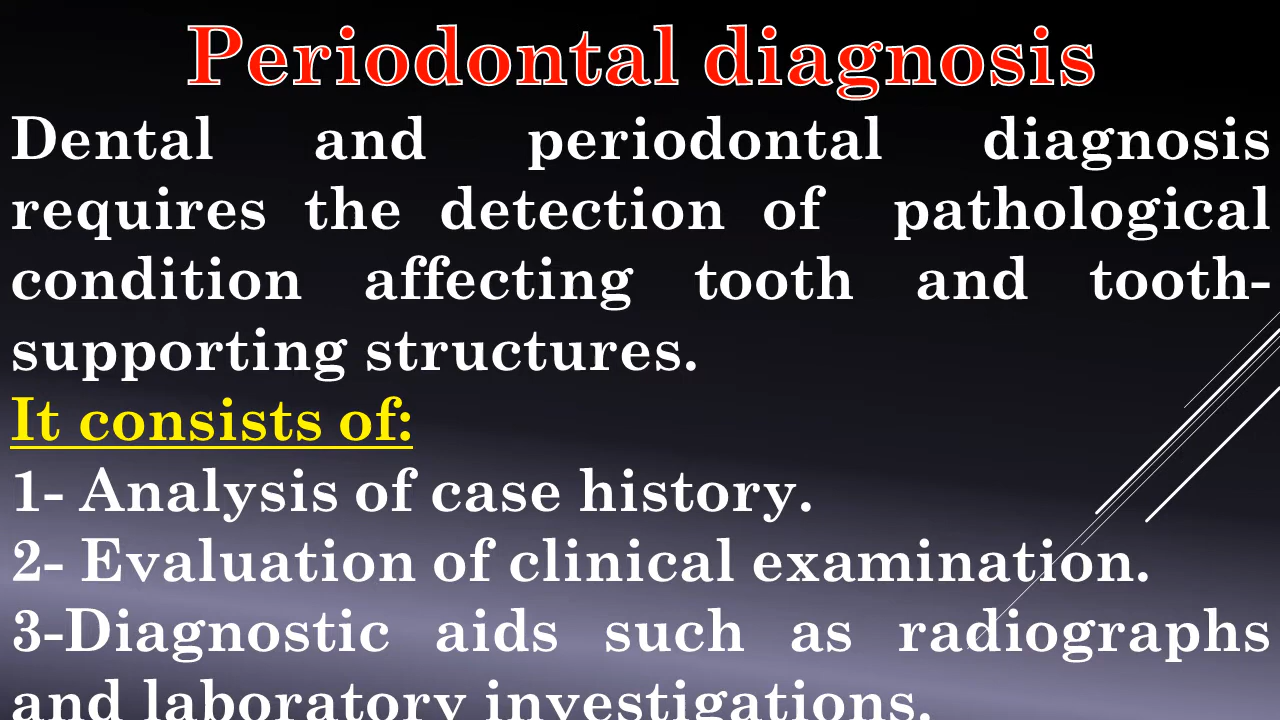 Periodontal diagnosis
Dental and periodontal diagnosis
requires the detection of pathological
condition affecting tooth and tooth-
supporting structures.
It consists of:
1- Analysis of case history.
2- Evaluation of clinical examination.
3-Diagnostic aids such as radiographs
and laboratory investigations.